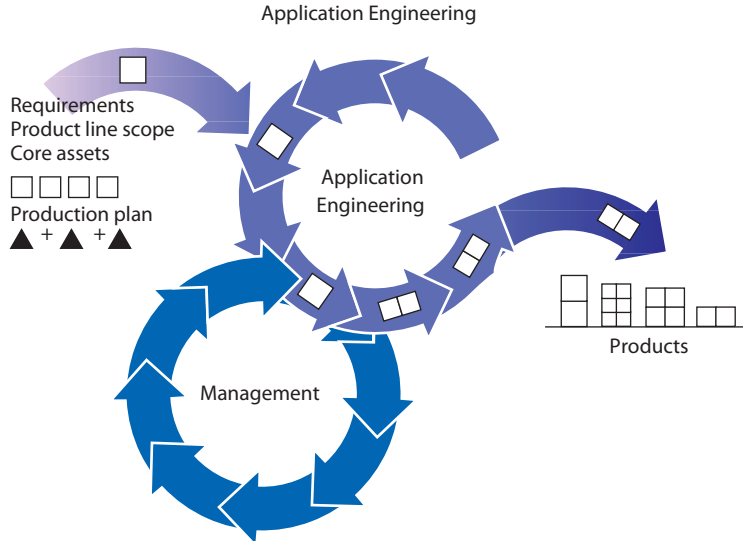 Application Engineering
Requirements
Product line scope
Core assets
Production plan
+ +
Application
Engineering
Management
Products